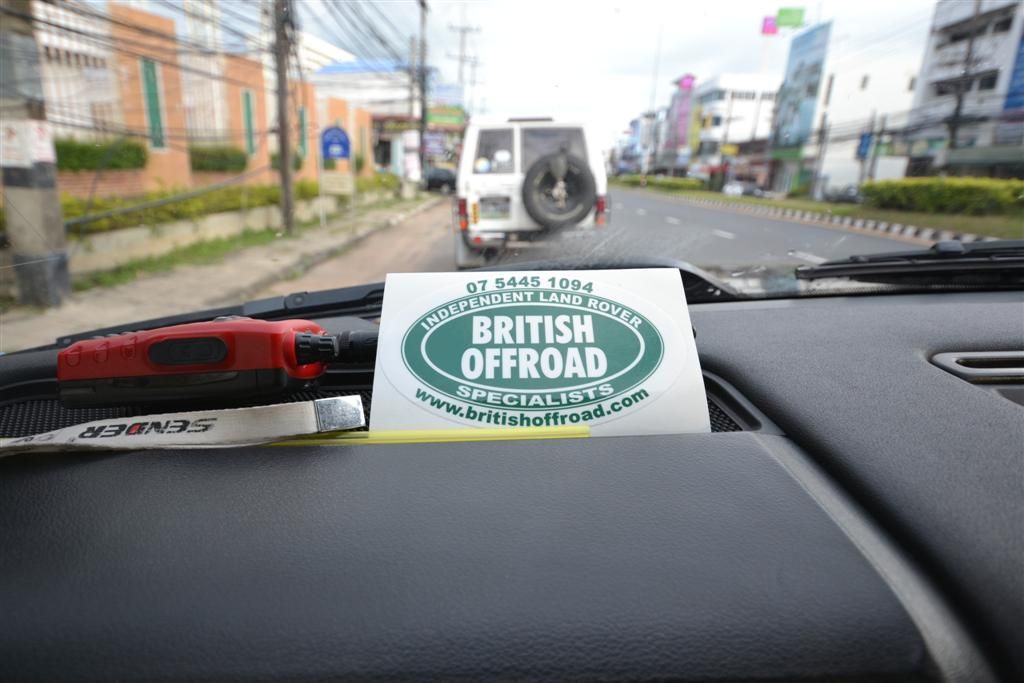 07 5445 1094
INDEPENDENT LAND ROVER
BRITISH
OFFROAD
SPECIALISTS
www.britishoffroad.com
SENDER